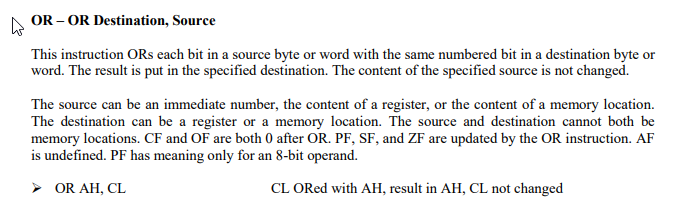 OR – OR Destination, Source
This instruction ORs each bit in a source byte or word with the same numbered bit in a destination byte or
word. The result is put in the specified destination. The content of the specified source is not changed.
The source can be an immediate number, the content of a register, or the content of a memory location.
The destination can be a register or a memory location. The source and destination cannot both be
memory locations. CF and OF are both 0 after OR. PF, SF, and ZF are updated by the OR instruction. AF
is undefined. PF has meaning only for an 8-bit operand.
➢ OR AH, CL CL ORed with AH, result in AH, CL not changed